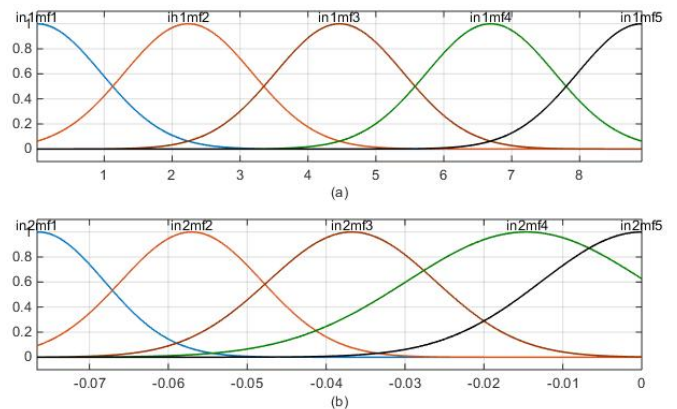 in1mf1 in1mf2 in1mf3 in1mf4 in1mf5
1
0.8
0.6
0.4
0.2
0
1 2 3 4 5 6 7 8
(a)
in2mf1 in2mf2 in2mf3 in2mf4 in2mf5
1
0.8
0.6
0.4
0.2
0
-0.07 -0.06 -0.05 -0.04 -0.03 -0.02 -0.01 0
(b)